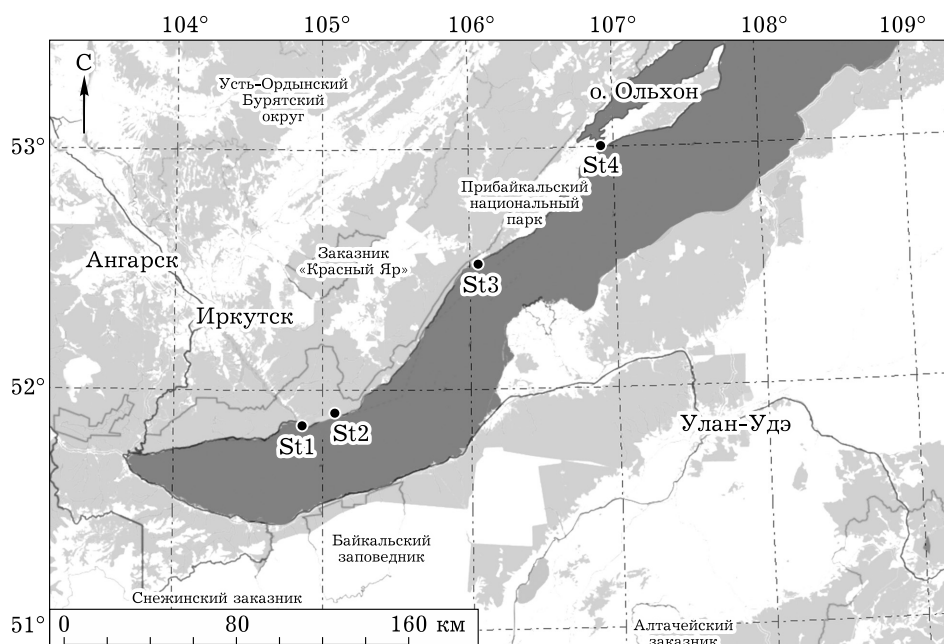 104° 105° 106° 107° 108° 109°
С
Усть-Ордынский
Бурятский
округ
о. Ольхон
53°
St4
Прибайкальский
национальный
парк
Ангарск
Заказник
«Красный Яр»
St3
Иркутск
52°
St1 St2
Улан-Удэ
Байкальский
заповедник
Снежинский заказник
51°
0 80 160 км
Алтачейский
заказник